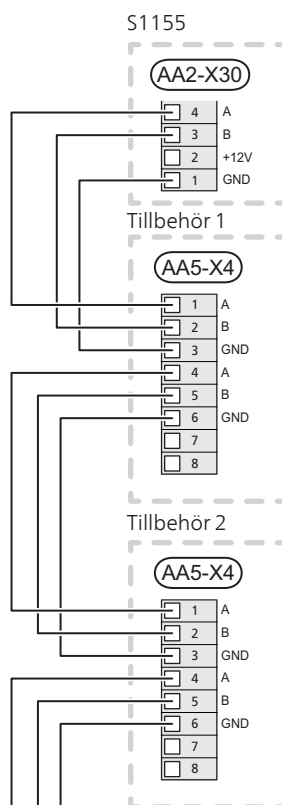 S1155
AA2-X30
4 A
3 B
2 +12V
1 GND
Tillbehör 1
AA5-X4
1 A
2 B
3 GND
4 A
5 B
6 GND
7
8
Tillbehör 2
AA5-X4
1 A
2 B
3 GND
4 A
5 B
6 GND
7
8